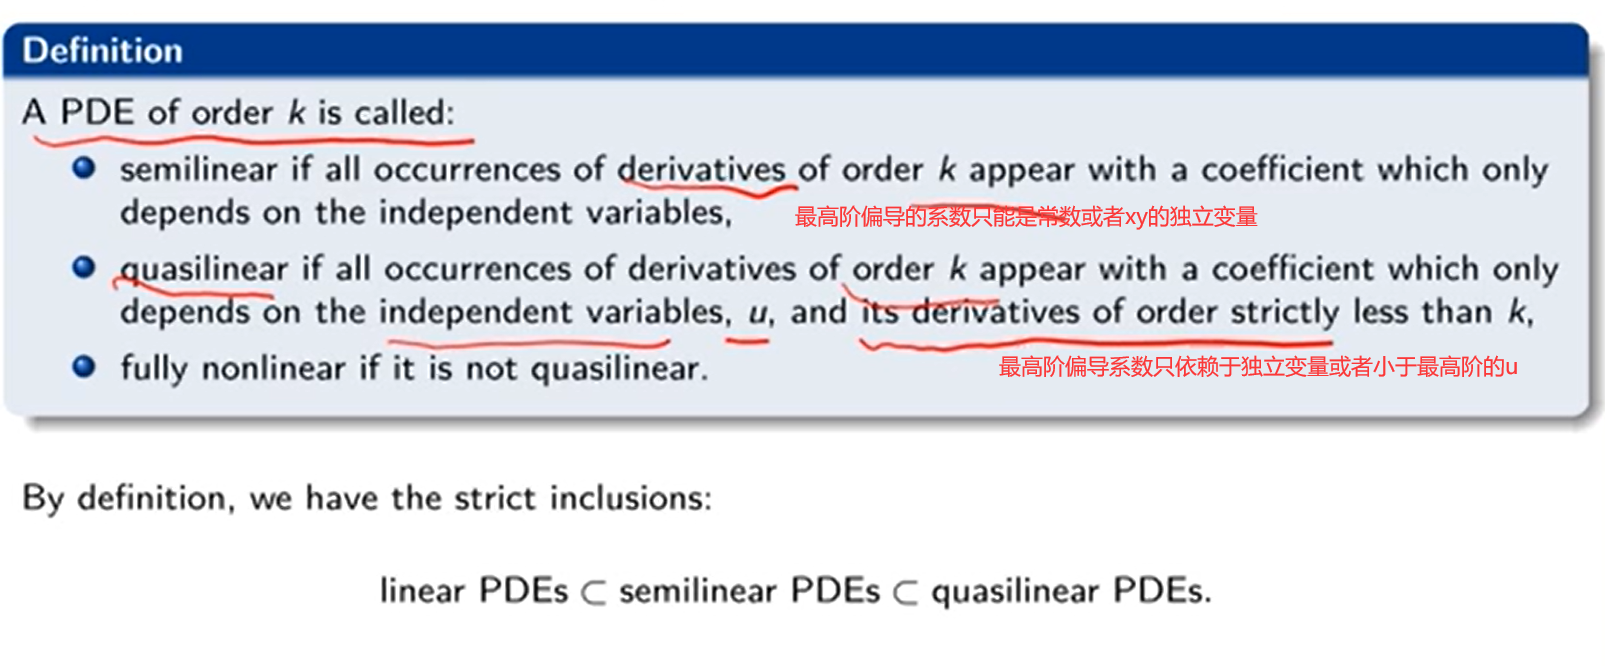 Definition
A PDE of order k is called:
semilinear if all occurrences of derivatives of order k appear with a coefficient which only
depends on the independent variables,
最高阶偏导的系数只能是常数或者xy的独立变量
quasilinear if all occurrences of derivatives of order k appear with a coefficient which only
depends on the independent variables, u, and its derivatives of order strictly less than k,
最高阶偏导系数只依赖于独立变量或者小于最高阶的u
fully nonlinear if it is not quasilinear.
By definition, we have the strict inclusions:
linear PDEs ⊂ semilinear PDEs ⊂ quasilinear PDEs.